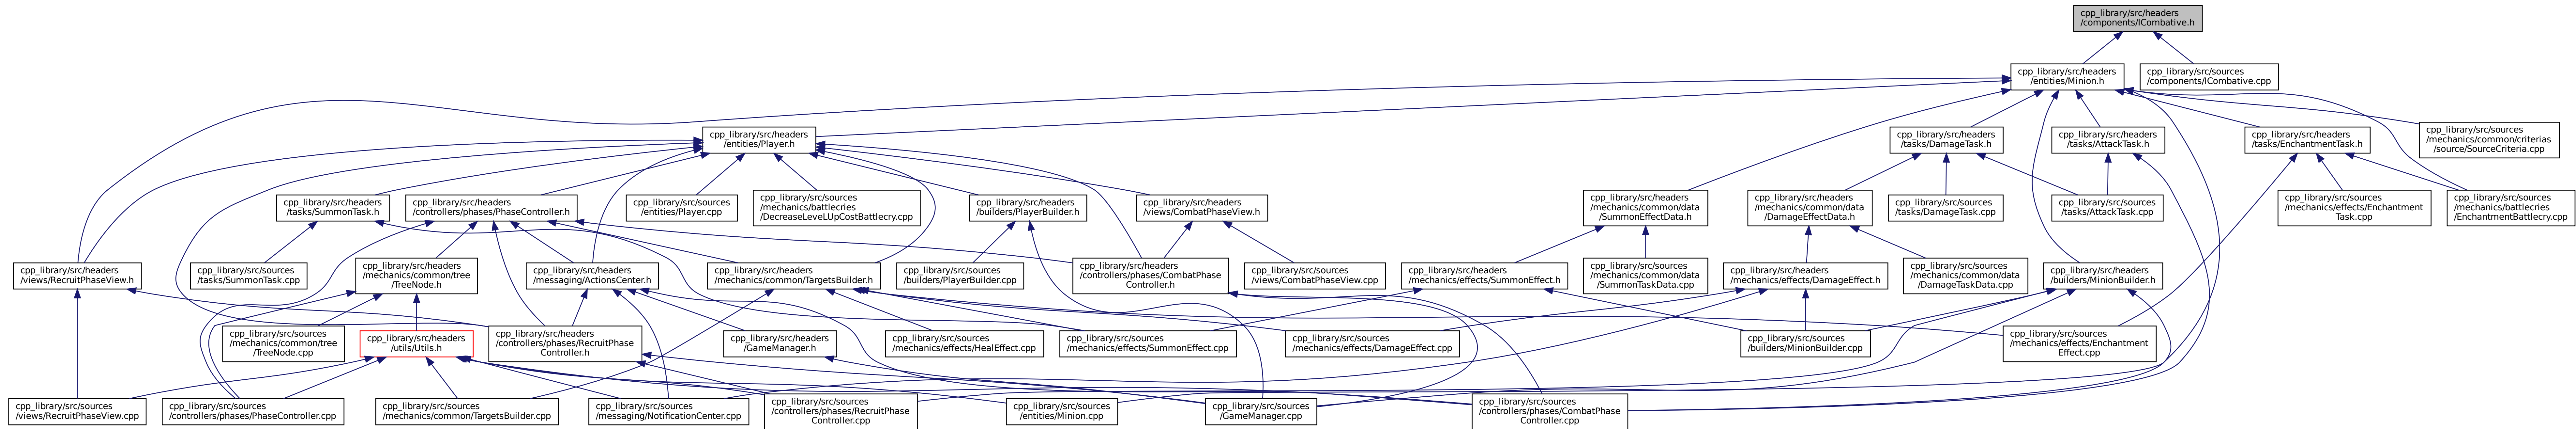 cpp_library/src/headers
/components/ICombative.h
cpp_library/src/headers
/entities/Minion.h
cpp_library/src/sources
/components/ICombative.cpp
cpp_library/src/headers
/entities/Player.h
cpp_library/src/headers
/tasks/DamageTask.h
cpp_library/src/headers
/tasks/AttackTask.h
cpp_library/src/headers
/tasks/EnchantmentTask.h
cpp_library/src/sources
/mechanics/common/criterias
/source/SourceCriteria.cpp
cpp_library/src/headers
/tasks/SummonTask.h
cpp_library/src/headers
/controllers/phases/PhaseController.h
cpp_library/src/sources
/entities/Player.cpp
cpp_library/src/sources
/mechanics/battlecries
/DecreaseLeveLUpCostBattlecry.cpp
cpp_library/src/headers
/builders/PlayerBuilder.h
cpp_library/src/headers
/views/CombatPhaseView.h
cpp_library/src/headers
/mechanics/common/data
/SummonEffectData.h
cpp_library/src/headers
/mechanics/common/data
/DamageEffectData.h
cpp_library/src/sources
/tasks/DamageTask.cpp
cpp_library/src/sources
/tasks/AttackTask.cpp
cpp_library/src/sources
/mechanics/effects/Enchantment
Task.cpp
cpp_library/src/sources
/mechanics/battlecries
/EnchantmentBattlecry.cpp
cpp_library/src/headers
/views/RecruitPhaseView.h
cpp_library/src/sources
/tasks/SummonTask.cpp
cpp_library/src/headers
/mechanics/common/tree
/TreeNode.h
cpp_library/src/headers
/messaging/ActionsCenter.h
cpp_library/src/headers
/mechanics/common/TargetsBuilder.h
cpp_library/src/sources
/builders/PlayerBuilder.cpp
cpp_library/src/headers
/controllers/phases/CombatPhase
Controller.h
cpp_library/src/sources
/views/CombatPhaseView.cpp
cpp_library/src/headers
/mechanics/effects/SummonEffect.h
cpp_library/src/sources
/mechanics/common/data
/SummonTaskData.cpp
cpp_library/src/headers
/mechanics/effects/DamageEffect.h
cpp_library/src/sources
/mechanics/common/data
/DamageTaskData.cpp
cpp_library/src/headers
/builders/MinionBuilder.h
cpp_library/src/sources
/mechanics/common/tree
/TreeNode.cpp
cpp_library/src/headers
/utils/Utils.h
cpp_library/src/headers
/controllers/phases/RecruitPhase
Controller.h
cpp_library/src/headers
/GameManager.h
cpp_library/src/sources
/mechanics/effects/HealEffect.cpp
cpp_library/src/sources
/mechanics/effects/SummonEffect.cpp
cpp_library/src/sources
/mechanics/effects/DamageEffect.cpp
cpp_library/src/sources
/builders/MinionBuilder.cpp
cpp_library/src/sources
/mechanics/effects/Enchantment
Effect.cpp
cpp_library/src/sources
/views/RecruitPhaseView.cpp
cpp_library/src/sources
/controllers/phases/PhaseController.cpp
cpp_library/src/sources
/mechanics/common/TargetsBuilder.cpp
cpp_library/src/sources
/messaging/NotificationCenter.cpp
cpp_library/src/sources
/controllers/phases/RecruitPhase
Controller.cpp
cpp_library/src/sources
/entities/Minion.cpp
cpp_library/src/sources
/GameManager.cpp
cpp_library/src/sources
/controllers/phases/CombatPhase
Controller.cpp